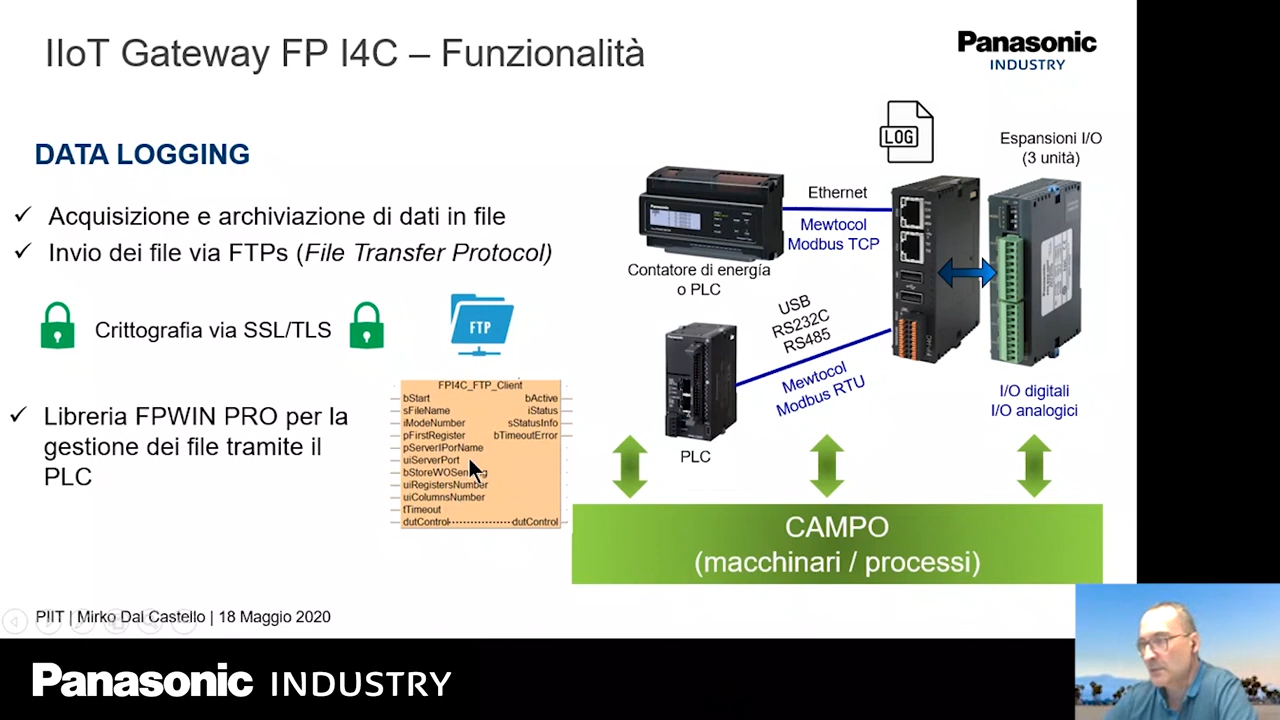 IIoT Gateway FP I4C – Funzionalità
Panasonic
INDUSTRY
DATA LOGGING
✓ Acquisizione e archiviazione di dati in file
✓ Invio dei file via FTPs (File Transfer Protocol)
Crittografia via SSL/TLS
FTP
✓ Libreria FPWIN PRO per la
gestione dei file tramite il
PLC
FPI4C_FTP_Client
bStart bActive
sFileName iStatus
iModeNumber sStatusInfo
pFirstRegister bTimeoutError
pServerIPorName
uiServerPort
uiRegistersNumber
uiColumnsNumber
tTimeout
dutControl dutControl
LOG
Espansioni I/O
(3 unità)
Ethernet
Mewtocol
Modbus TCP
Contatore di energía
o PLC
USB
RS232C
RS485
Mewtocol
Modbus RTU
PLC
FP-I4C
I/O digitali
I/O analogici
CAMPO
(macchinari / processi)
PIIT | Mirko Dal Castello | 18 Maggio 2020
Panasonic INDUSTRY